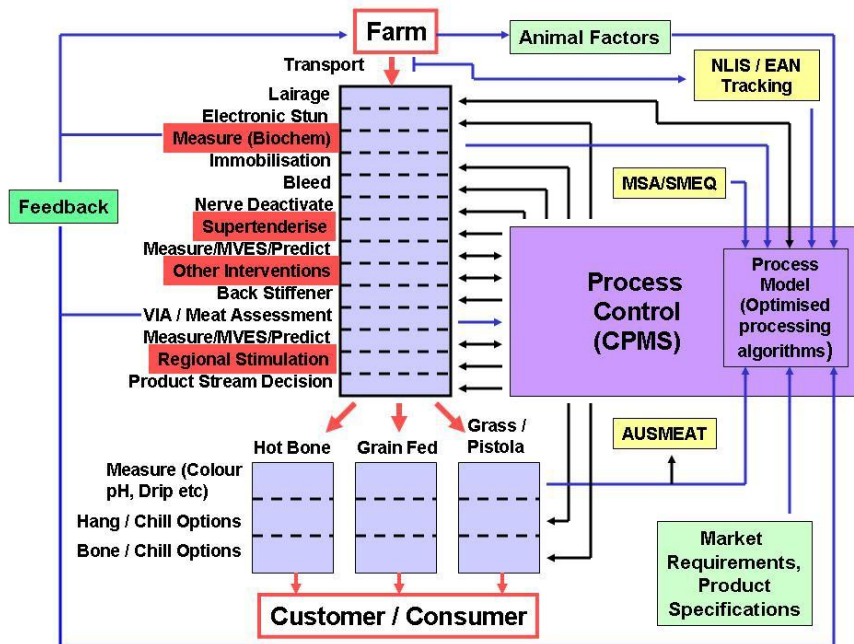 Farm
Animal Factors
Transport
NLIS / EAN
Tracking
Lairage
Electronic Stun
Measure (Biochem)
Immobilisation
Bleed
MSA/SMEQ
Feedback
Nerve Deactivate
Supertenderise
Measure/MVES/Predict
Other Interventions
Back Stiffener
VIA / Meat Assessment
Measure/MVES/Predict
Regional Stimulation
Product Stream Decision
Process
Control
(CPMS)
Process
Model
(Optimised
processing
algorithms)
Hot Bone
Grain Fed
Grass /
Pistola
AUSMEAT
Measure (Colour
pH, Drip etc)
Hang / Chill Options
Bone / Chill Options
Market
Requirements,
Product
Specifications
Customer / Consumer